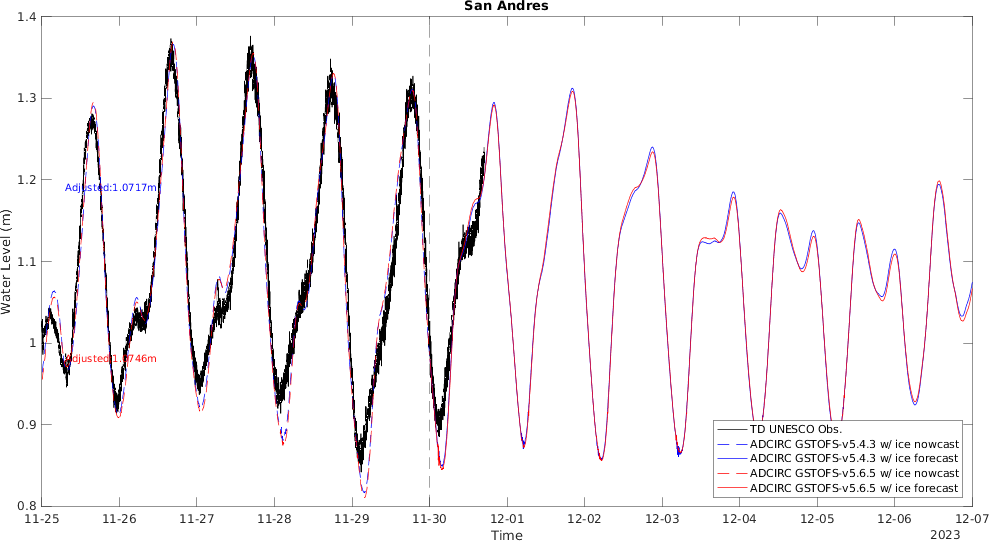 San Andres
1.4
1.3
1.2
1.1
1
0.9
0.8
Water Level (m)
Adjusted:1.0717m
Adjusted:1.0746m
TD UNESCO Obs.
ADCIRC GSTOFS-v5.4.3 w/ ice nowcast
ADCIRC GSTOFS-v5.4.3 w/ ice forecast
ADCIRC GSTOFS-v5.6.5 w/ ice nowcast
ADCIRC GSTOFS-v5.6.5 w/ ice forecast
11-25 11-26 11-27 11-28 11-29 11-30 12-01 12-02 12-03 12-04 12-05 12-06 12-07
Time
2023